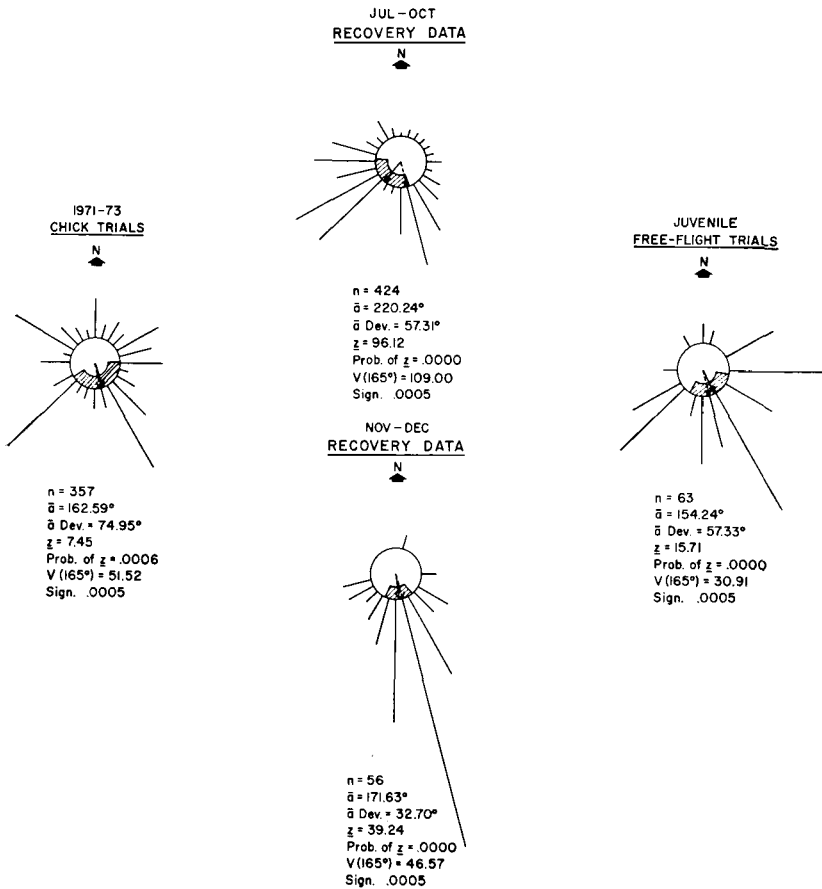 JUL-OCT
RECOVERY DATA
N
n = 424
ā = 220.24°
ā Dev. = 57.31°
z = 96.12
Prob. of z = .0000
V (165°) = 109.00
Sign. .0005
1971-73
CHICK TRIALS
N
n = 357
ā = 162.59°
ā Dev. = 74.95°
z = 7.45
Prob. of z = .0006
V (165°) = 51.52
Sign. .0005
NOV-DEC
RECOVERY DATA
N
n = 56
ā = 171.63°
ā Dev. = 32.70°
z = 39.24
Prob. of z = .0000
V (165°) = 46.57
Sign. .0005
JUVENILE
FREE-FLIGHT TRIALS
N
n = 63
ā = 154.24°
ā Dev. = 57.33°
z = 15.71
Prob. of z = .0000
V (165°) = 30.91
Sign. .0005